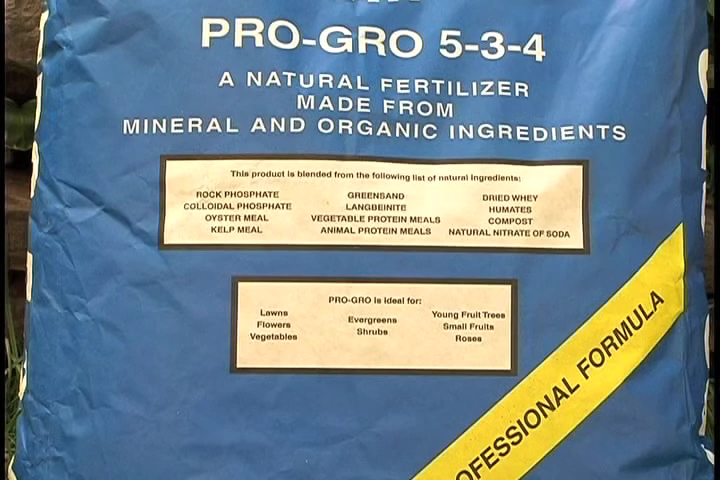 PRO-GRO 5-3-4
A NATURAL FERTILIZER
MADE FROM
MINERAL AND ORGANIC INGREDIENTS
This product is blended from the following list of natural ingredients:
ROCK PHOSPHATE GREENSAND DRIED WHEY
COLLOIDAL PHOSPHATE LANGBEINITE HUMATES
OYSTER MEAL VEGETABLE PROTEIN MEALS COMPOST
KELP MEAL ANIMAL PROTEIN MEALS NATURAL NITRATE OF SODA
PRO-GRO is ideal for:
Lawns Evergreens Young Fruit Trees
Flowers Shrubs Small Fruits
Vegetables Roses
OFESSIONAL FORMULA